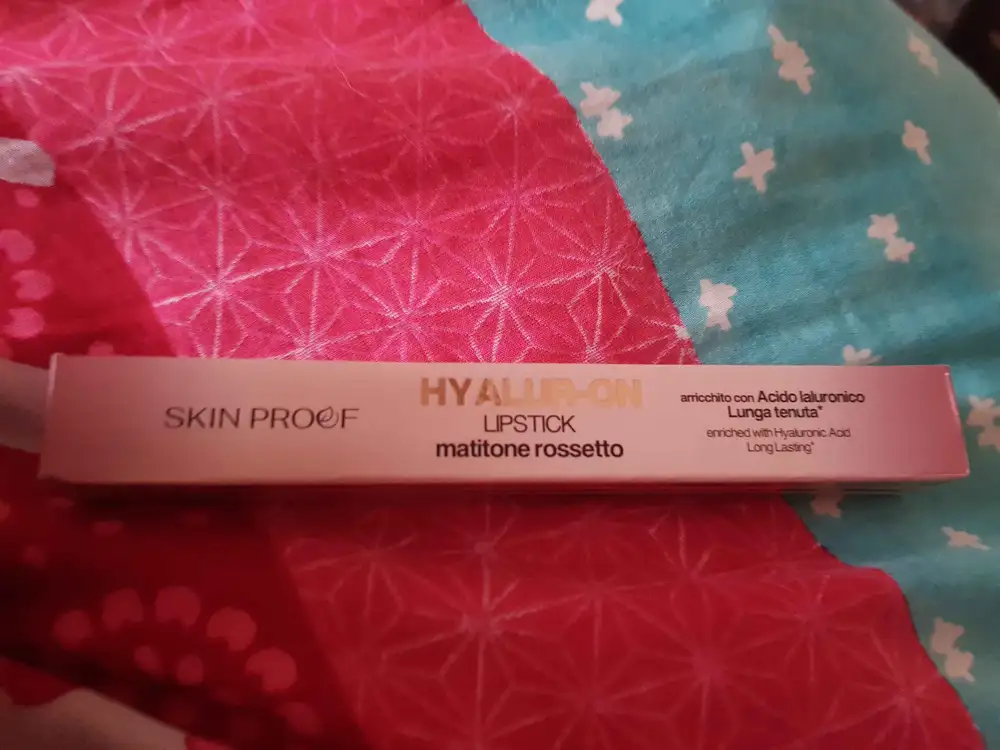 SKIN PROOF
HYALUR-ON
LIPSTICK
matitone rossetto
arricchito con Acido Ialuronico
Lunga tenuta*
enriched with Hyaluronic Acid
Long Lasting*